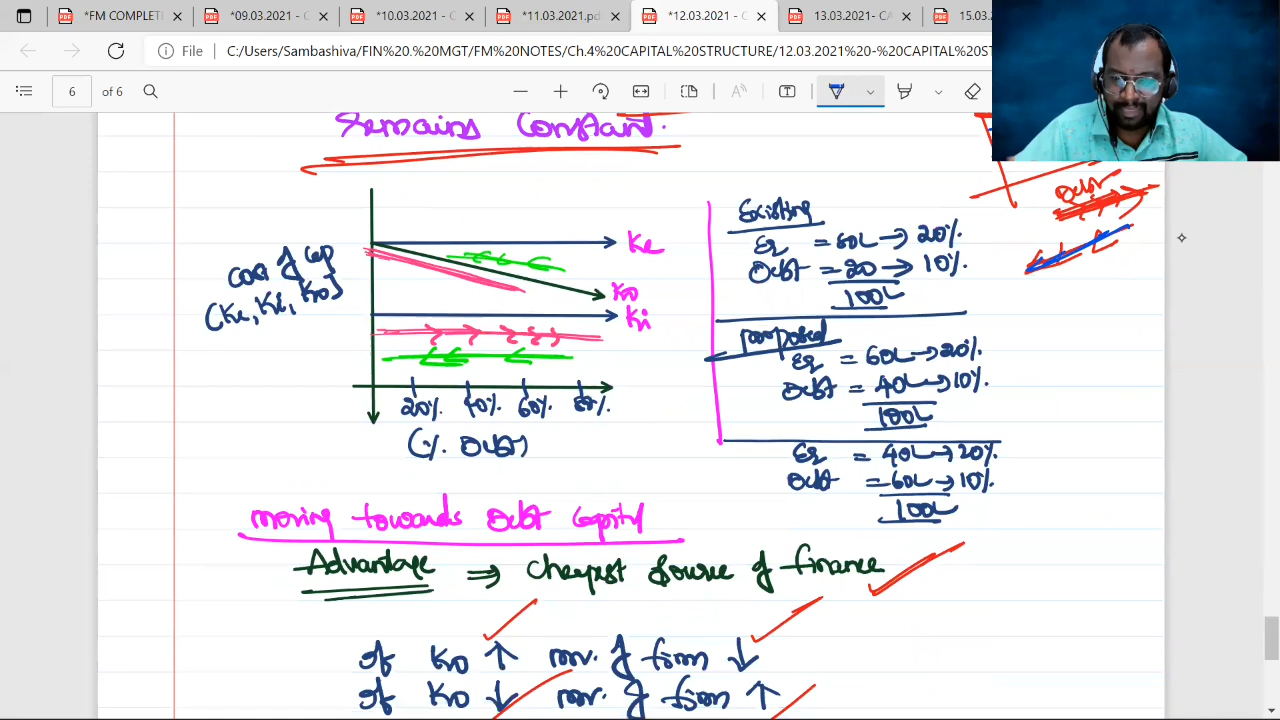 *FM COMPLETE
*09.03.2021 - C
*10.03.2021 - C
*11.03.2021.pd
*12.03.2021 - C
13.03.2021- CA
15.03
File C:/Users/Sambashiva/FIN%20.%20MGT/FM%20NOTES/Ch.4%20CAPITAL%20STRUCTURE/12.03.2021%20-%20CAPITAL%20ST
6 of 6
Remains Constant.
Cost of Cap
(Ke, Ki, Ko)
Ke
Ko
Ki
20% 40% 60% 80%
(% Debt)
Debt
Existing
Eq = 80L → 20%
Debt = 20 → 10%
100L
proposed
Eq = 60L → 20%
Debt = 40L → 10%
100L
Eq = 40L → 20%
Debt = 60L → 10%
100L
moving towards Debt Capital
Advantage ⇒ Cheapest Source of finance
If Ko ↑ mv. of firm ↓
If Ko ↓ mv. of firm ↑